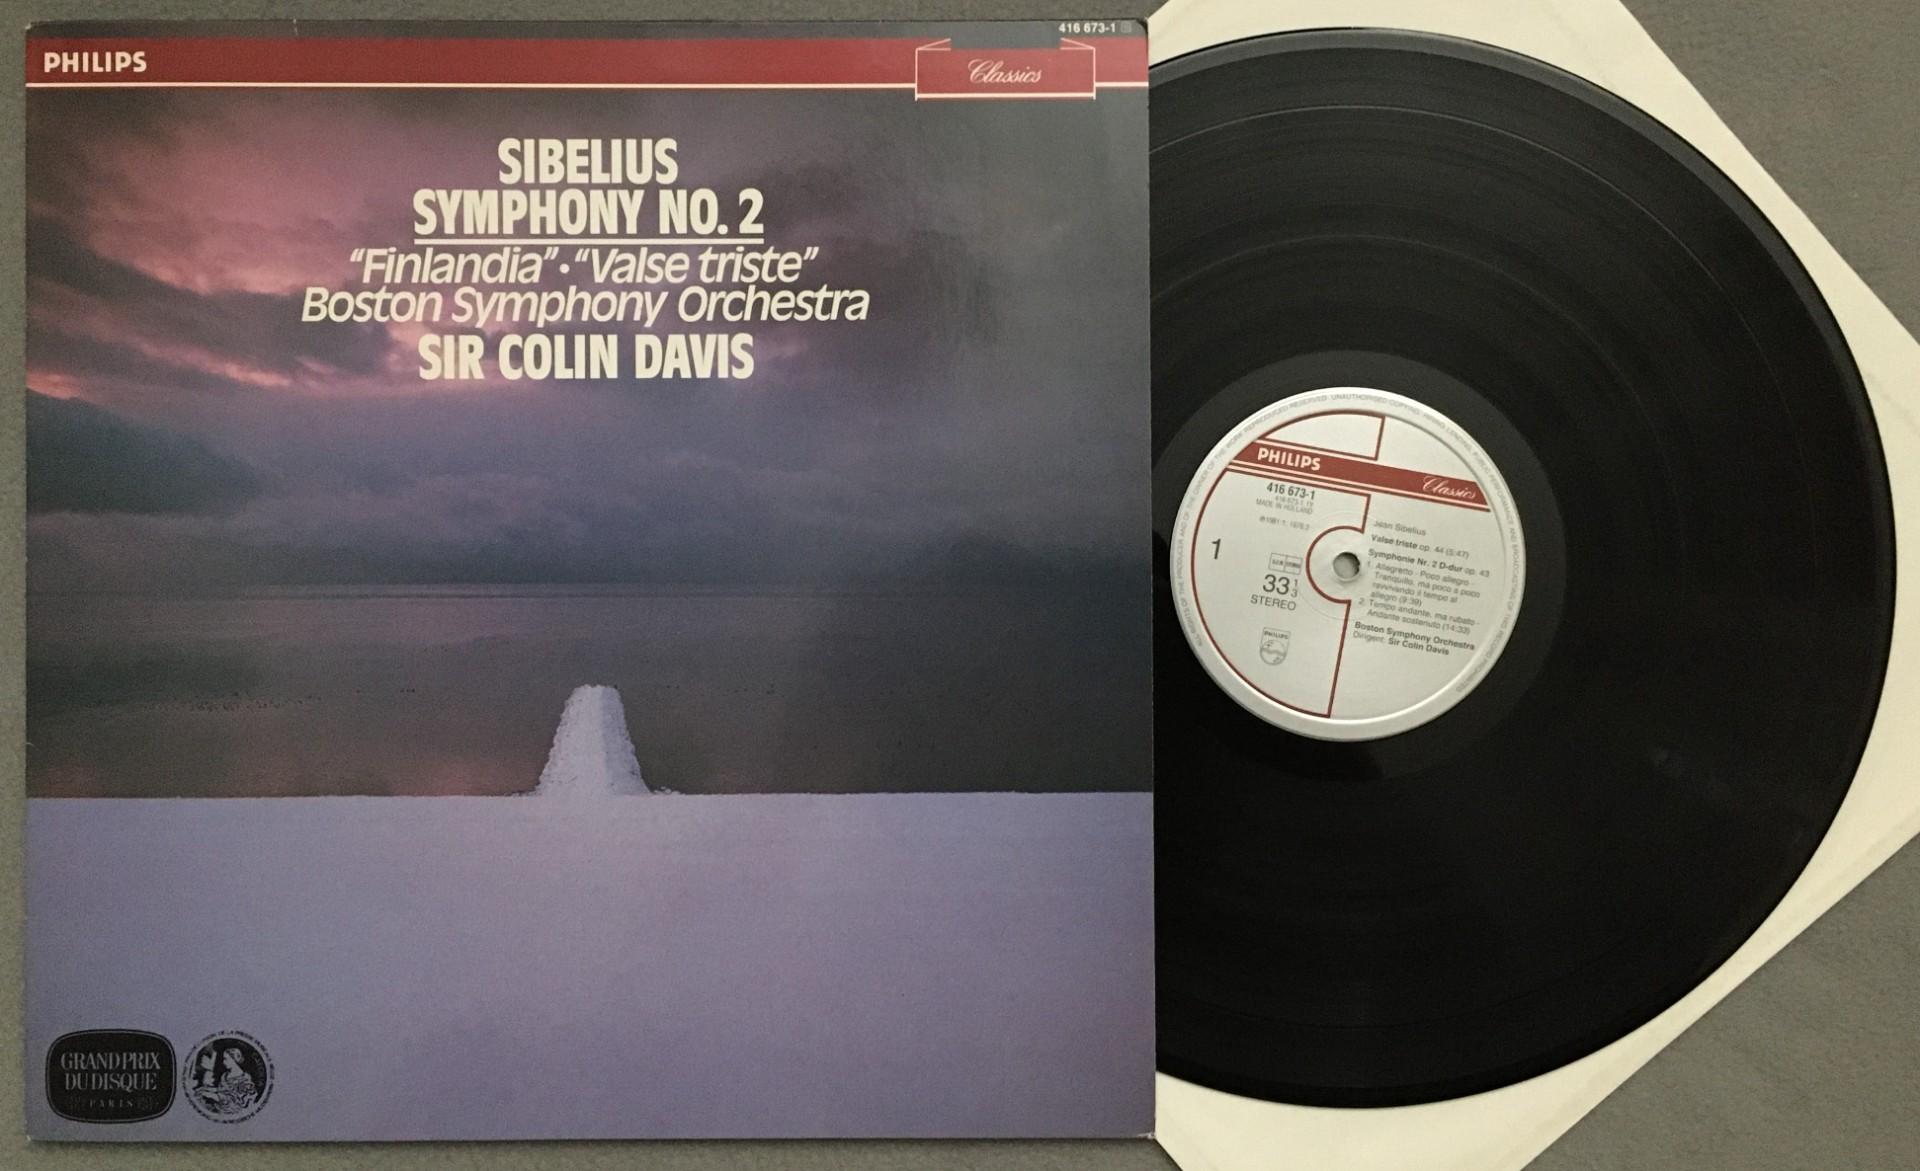 416 673-1
PHILIPS
Classics
SIBELIUS
SYMPHONY NO. 2
“Finlandia”·“Valse triste”
Boston Symphony Orchestra
SIR COLIN DAVIS
GRAND PRIX
DU DISQUE
PARIS
PHILIPS
Classics
416 673-1
MADE IN HOLLAND
1
33 1/3
STEREO
PHILIPS
Jean Sibelius
Valse triste op. 44 (5:47)
Symphonie Nr. 2 D-dur op. 43
1. Allegretto - Poco allegro -
Tranquillo, ma poco a poco
ravvivando il tempo al
allegro (9:39)
2. Tempo andante, ma rubato -
Andante sostenuto (14:33)
Boston Symphony Orchestra
Dirigent: Sir Colin Davis